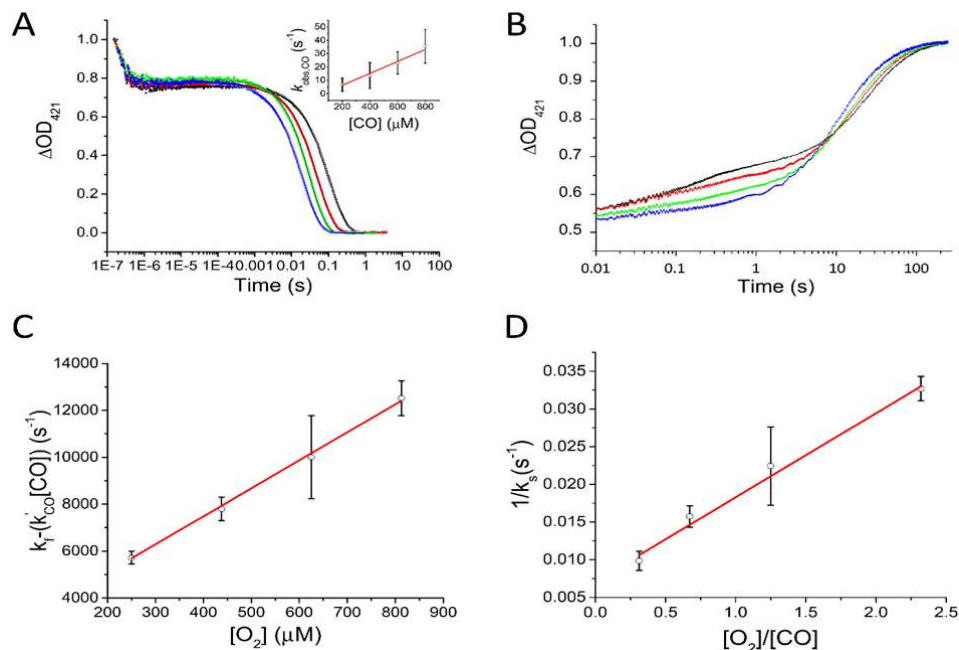 A
ΔOD421
1.0
0.8
0.6
0.4
0.2
0.0
1E-7 1E-6 1E-5 1E-40.001 0.01 0.1 1 10 100
Time (s)
kobs,CO (s-1)
50
40
30
20
10
0
200 400 600 800
[CO] (μM)
B
ΔOD421
1.0
0.9
0.8
0.7
0.6
0.5
0.01 0.1 1 10 100
Time (s)
C
kf-(k'CO[CO]) (s-1)
14000
12000
10000
8000
6000
4000
200 300 400 500 600 700 800 900
[O2] (μM)
D
1/ks(s-1)
0.035
0.030
0.025
0.020
0.015
0.010
0.005
0.0 0.5 1.0 1.5 2.0 2.5
[O2]/[CO]